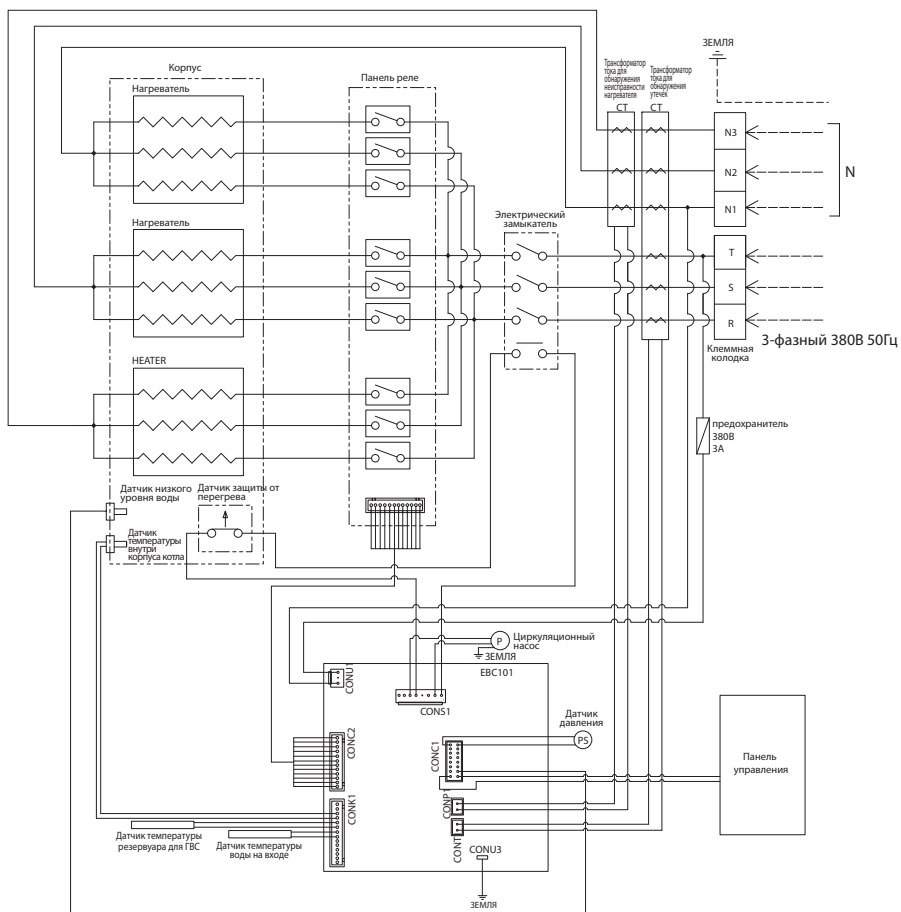 ЗЕМЛЯ
Корпус
Панель реле
Трансформатор
тока для
обнаружения
неисправности
нагревателя
Трансформатор
тока для
обнаружения
утечек
Нагреватель
CT
CT
N3
N2
N1
N
Нагреватель
Электрический
замыкатель
T
S
R
Клеммная
колодка
3-фазный 380В 50Гц
HEATER
предохранитель
380В
3А
Датчик низкого
уровня воды
Датчик защиты от
перегрева
Датчик
температуры
внутри
корпуса котла
P
Циркуляционный
насос
ЗЕМЛЯ
EBC101
CONU1
CONS1
Датчик
давления
PS
CONC2
CONC1
Панель
управления
CONK1
CONP1
CONT
Датчик температуры
резервуара для ГВС
Датчик температуры
воды на входе
CONU3
ЗЕМЛЯ